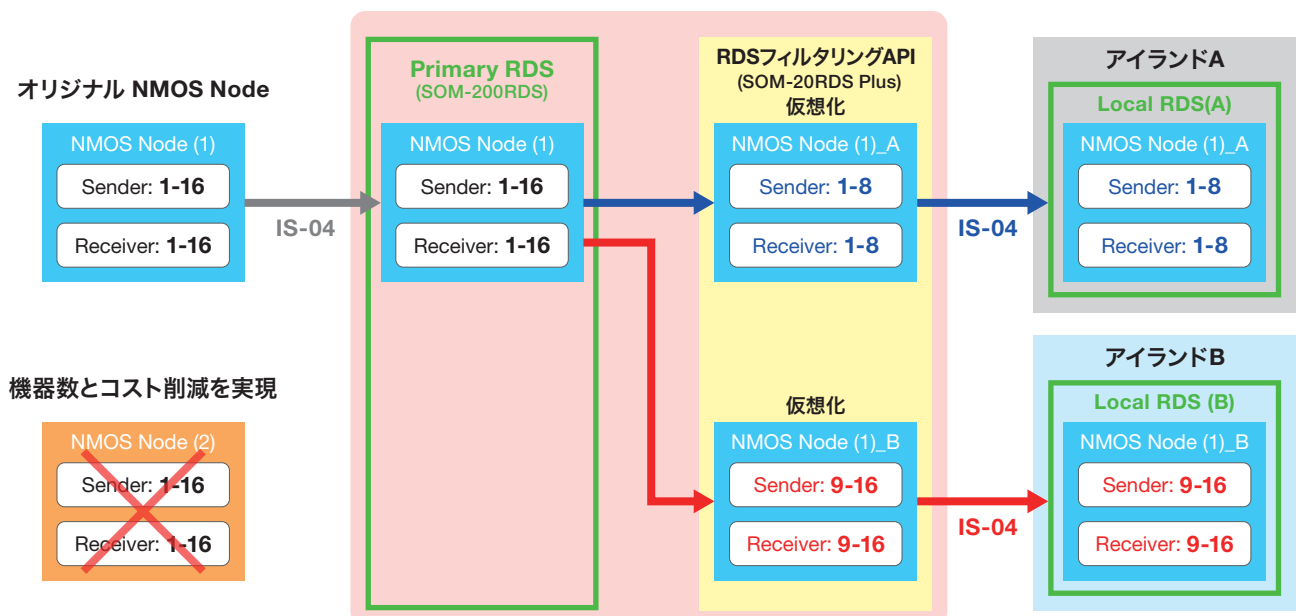 オリジナル NMOS Node
NMOS Node (1)
Sender: 1-16
Receiver: 1-16
IS-04
機器数とコスト削減を実現
NMOS Node (2)
Sender: 1-16
Receiver: 1-16
Primary RDS
(SOM-200RDS)
NMOS Node (1)
Sender: 1-16
Receiver: 1-16
RDSフィルタリングAPI
(SOM-20RDS Plus)
仮想化
NMOS Node (1)_A
Sender: 1-8
Receiver: 1-8
IS-04
仮想化
NMOS Node (1)_B
Sender: 9-16
Receiver: 9-16
IS-04
アイランドA
Local RDS(A)
NMOS Node (1)_A
Sender: 1-8
Receiver: 1-8
アイランドB
Local RDS (B)
NMOS Node (1)_B
Sender: 9-16
Receiver: 9-16